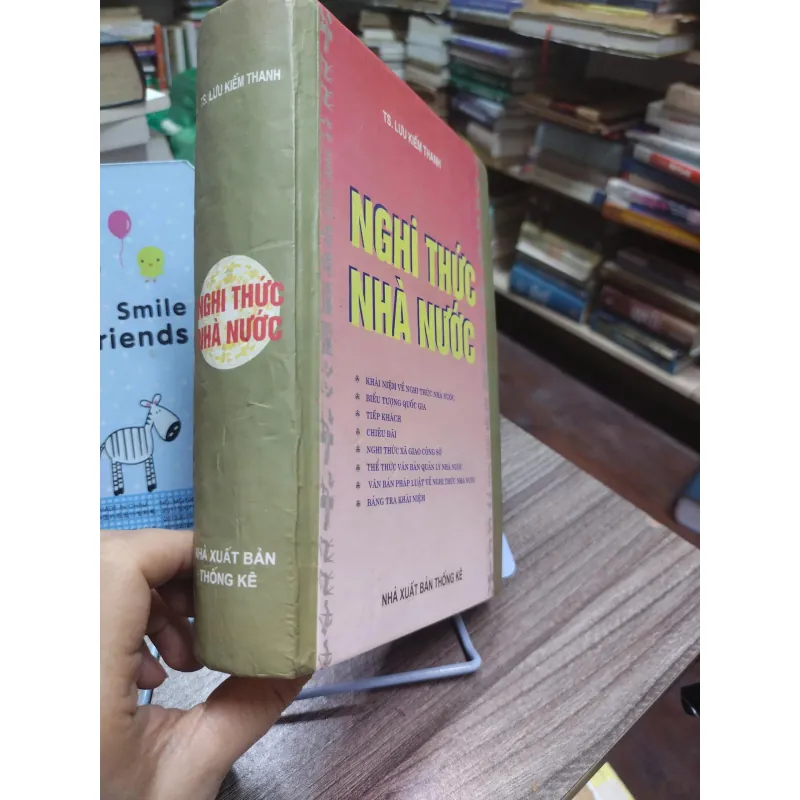 TS. LƯU KIẾM THANH
NGHI THỨC
NHÀ NƯỚC
NHÀ XUẤT BẢN
THỐNG KÊ
TS. LƯU KIẾM THANH
NGHI THỨC
NHÀ NƯỚC
KHÁI NIỆM VỀ NGHI THỨC NHÀ NƯỚC
BIỂU TƯỢNG QUỐC GIA
TIẾP KHÁCH
CHIÊU ĐÃI
NGHI THỨC XÃ GIAO CÔNG SỞ
THỂ THỨC VĂN BẢN QUẢN LÝ NHÀ NƯỚC
VĂN BẢN PHÁP LUẬT VỀ NGHI THỨC NHÀ NƯỚC
BẢNG TRA KHÁI NIỆM
NHÀ XUẤT BẢN THỐNG KÊ
Smile
friends